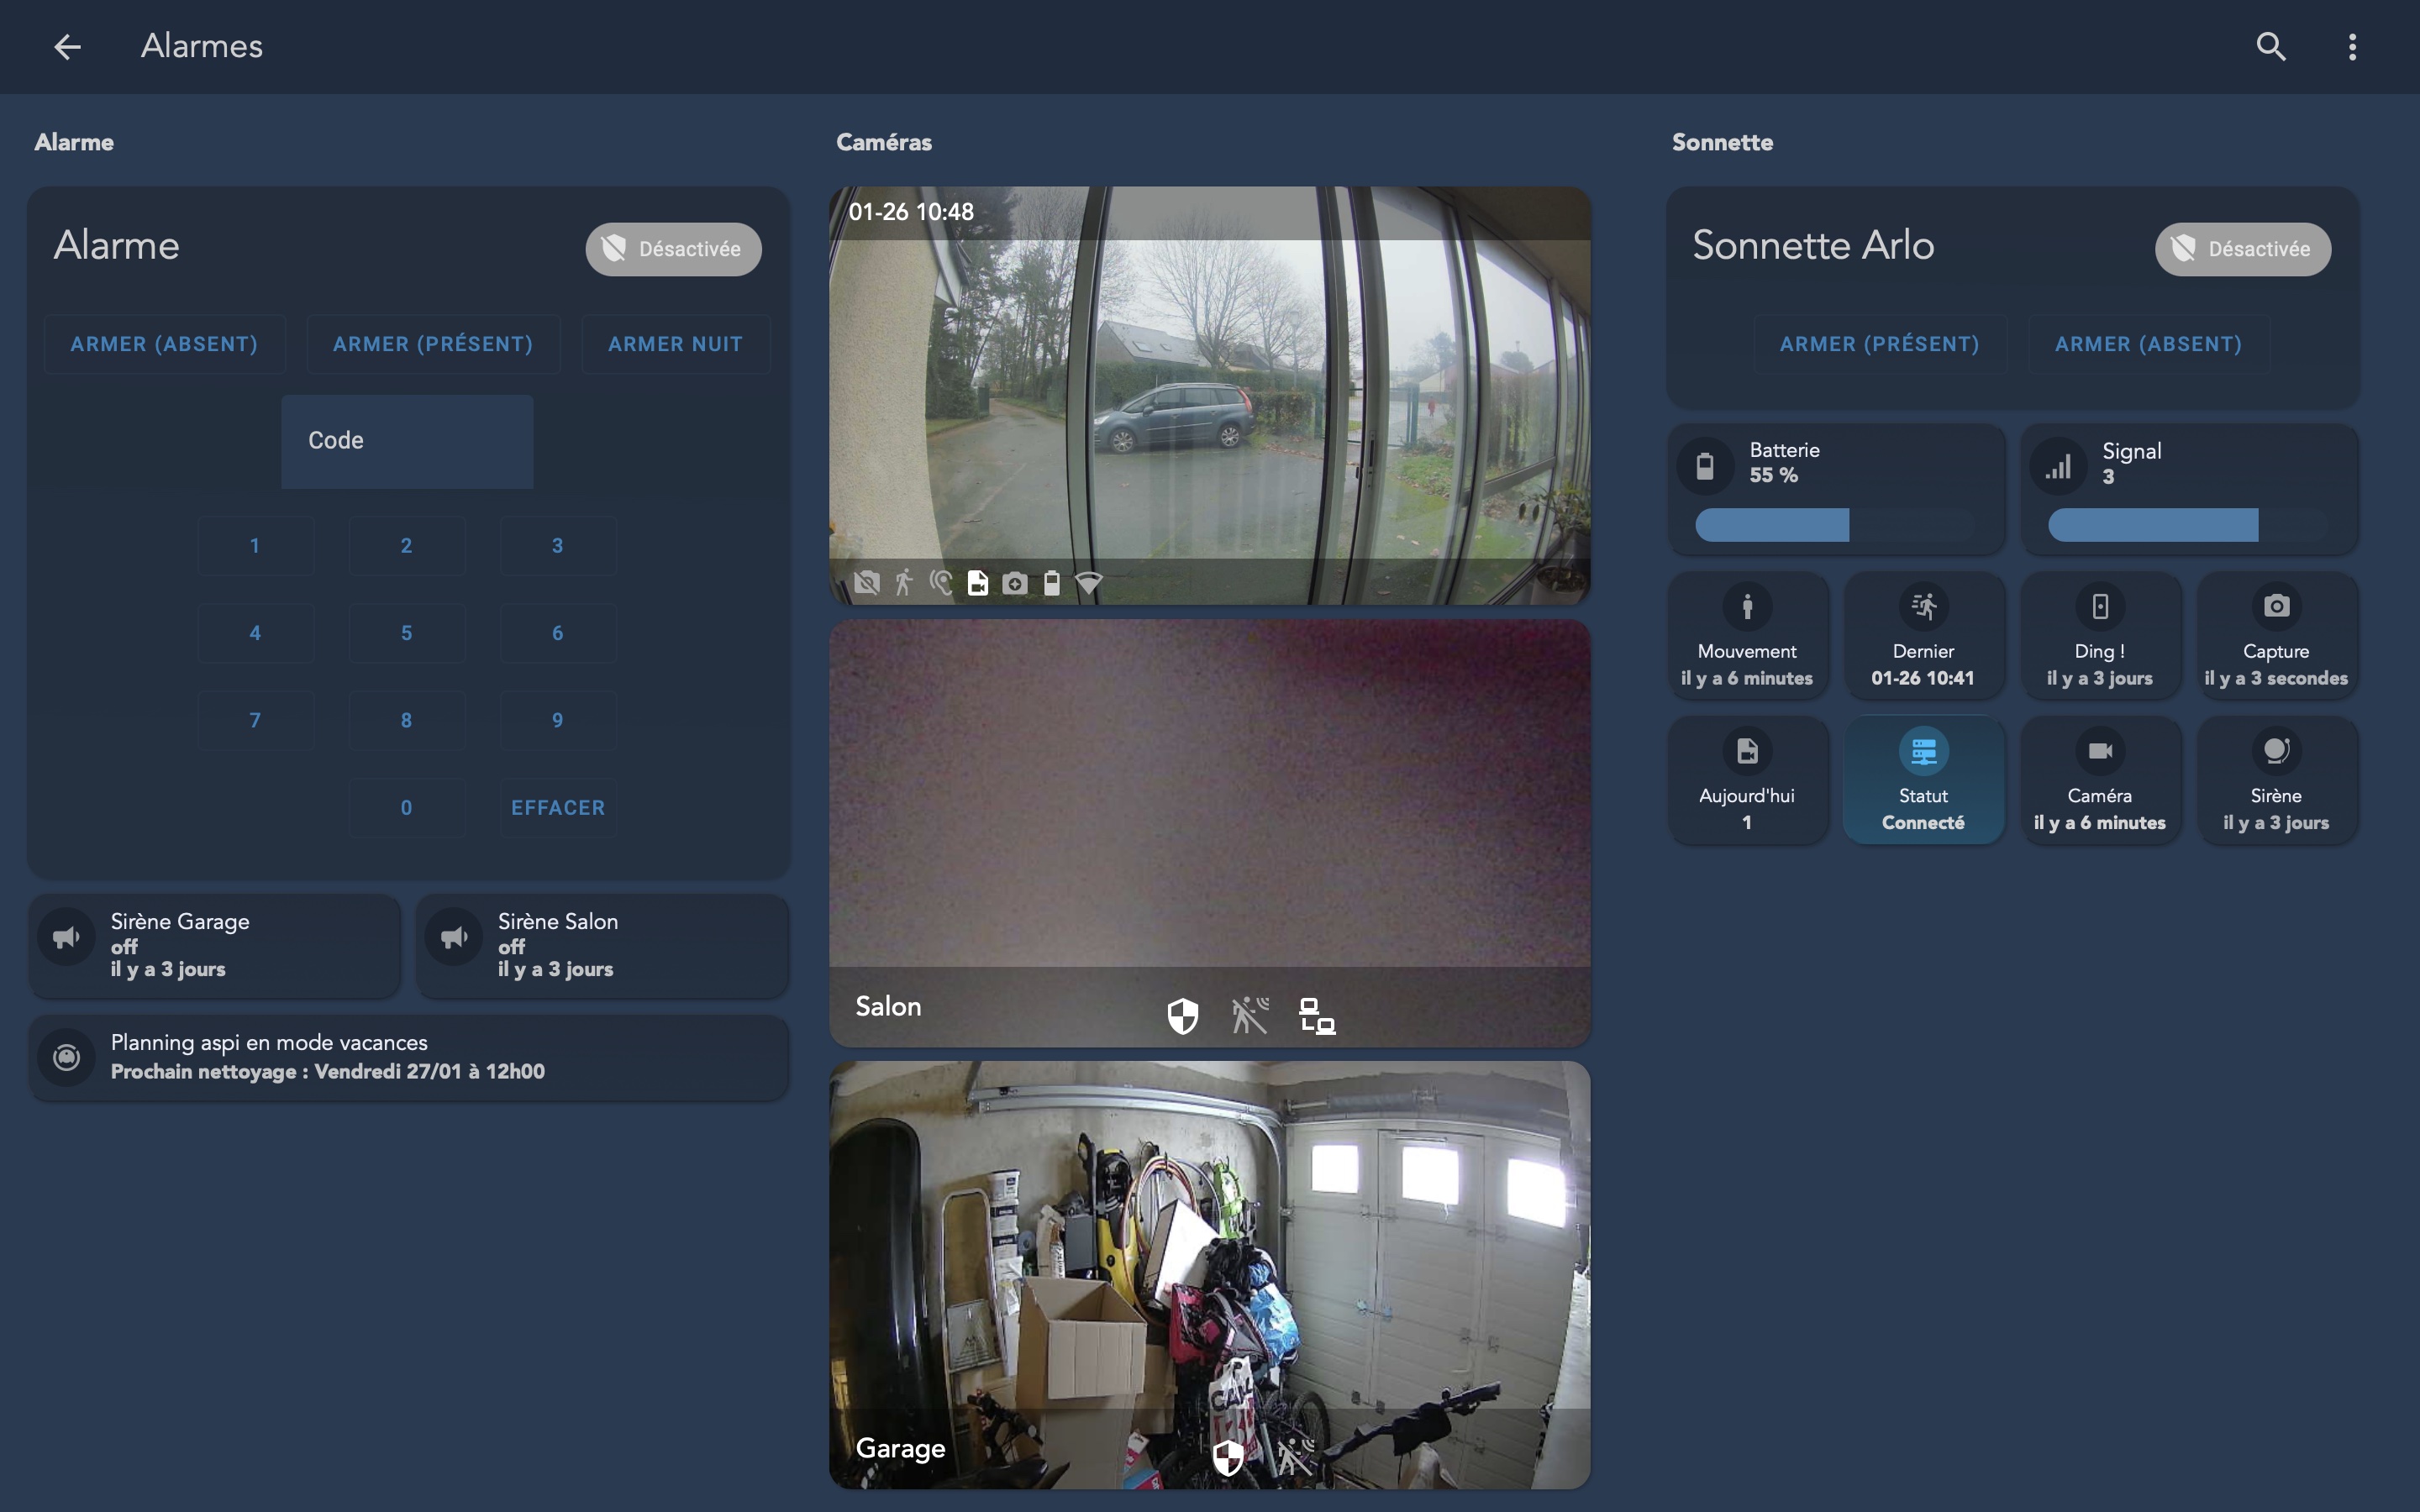 Alarmes
Alarme
Alarme
Désactivée
ARMER (ABSENT)
ARMER (PRÉSENT)
ARMER NUIT
Code
1
2
3
4
5
6
7
8
9
0
EFFACER
Sirène Garage
off
il y a 3 jours
Sirène Salon
off
il y a 3 jours
Planning aspi en mode vacances
Prochain nettoyage : Vendredi 27/01 à 12h00
Caméras
01-26 10:48
Salon
Garage
Sonnette
Sonnette Arlo
Désactivée
ARMER (PRÉSENT)
ARMER (ABSENT)
Batterie
55 %
Signal
3
Mouvement
il y a 6 minutes
Dernier
01-26 10:41
Ding !
il y a 3 jours
Capture
il y a 3 secondes
Aujourd'hui
1
Statut
Connecté
Caméra
il y a 6 minutes
Sirène
il y a 3 jours